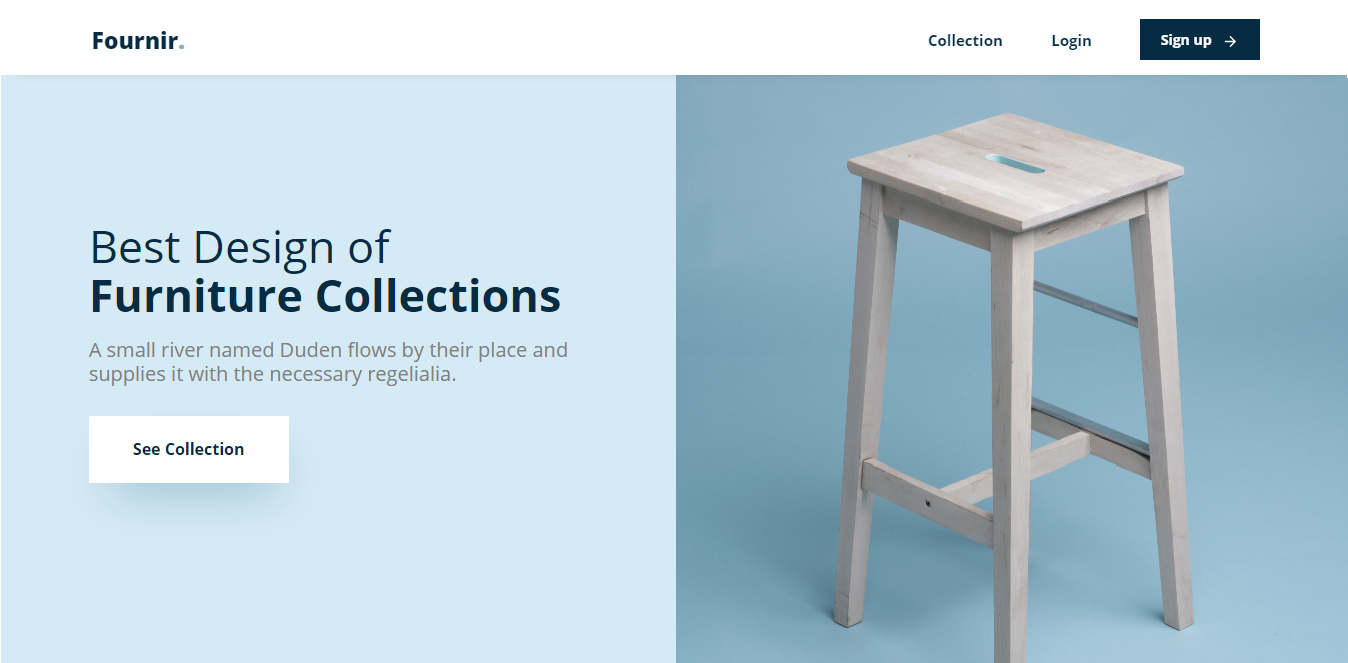 Fournir.
Collection
Login
Sign up →
Best Design of
Furniture Collections
A small river named Duden flows by their place and
supplies it with the necessary regelialia.
See Collection